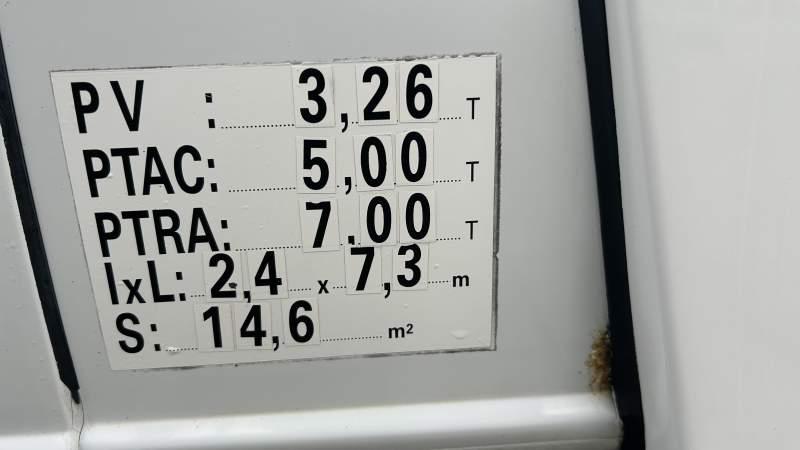 PV : 3,26 T
PTAC: 5,00 T
PTRA: 7,00 T
lxL: 2,4 x 7,3 m
S: 14,6 m²